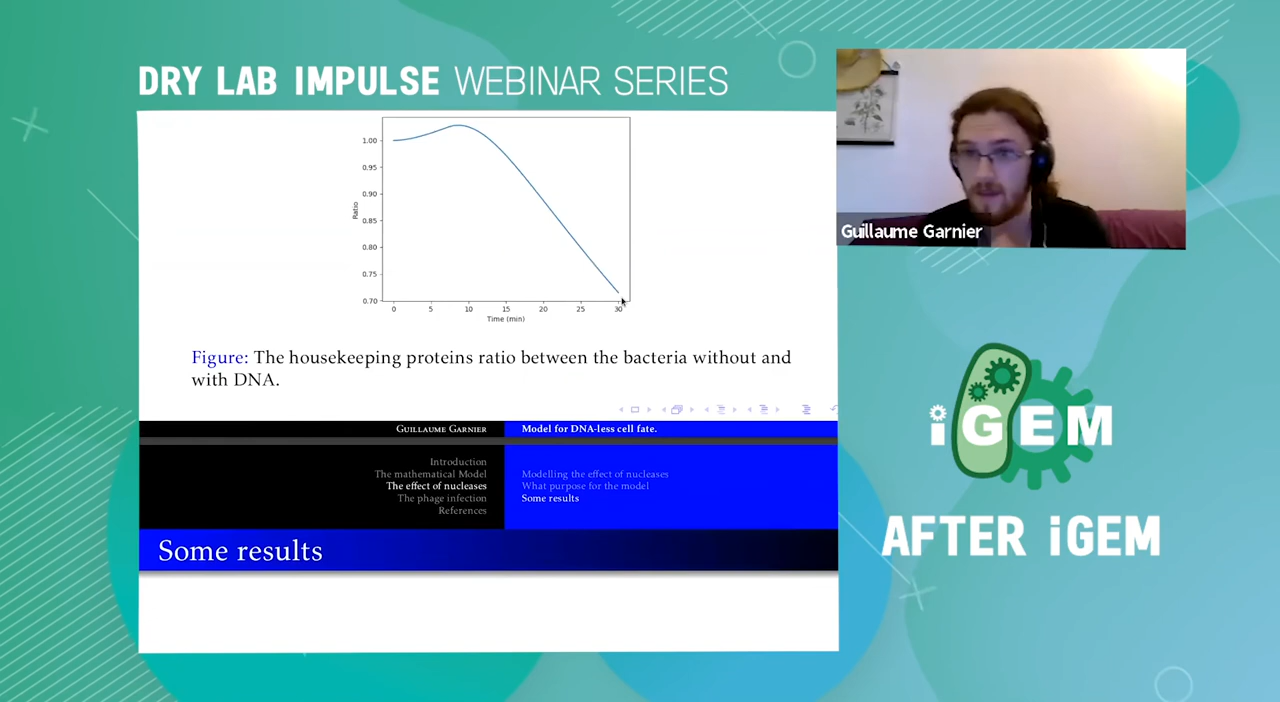 DRY LAB IMPULSE WEBINAR SERIES
1.00
0.95
0.90
0.85
0.80
0.75
0.70
Ratio
0 5 10 15 20 25 30
Time (min)
Figure: The housekeeping proteins ratio between the bacteria without and
with DNA.
GUILLAUME GARNIER
Model for DNA-less cell fate.
Introduction
The mathematical Model
The effect of nucleases
The phage infection
References
Modelling the effect of nucleases
What purpose for the model
Some results
Some results
Guillaume Garnier
iGEM
AFTER iGEM